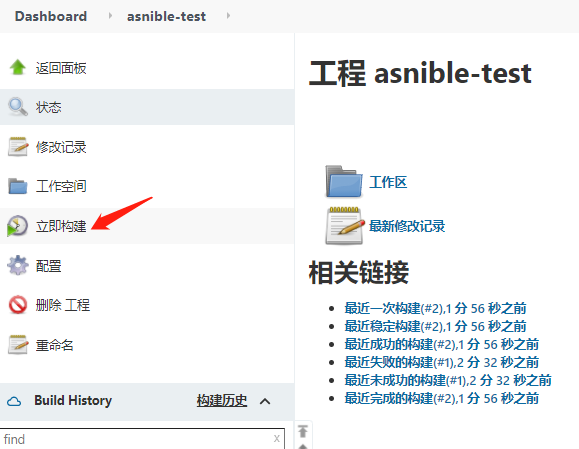 Dashboard
asnible-test
返回面板
状态
修改记录
工作空间
立即构建
配置
删除 工程
重命名
Build History
构建历史
find
x
工程 asnible-test
工作区
最新修改记录
相关链接
最近一次构建(#2),1 分 56 秒之前
最近稳定构建(#2),1 分 56 秒之前
最近成功的构建(#2),1 分 56 秒之前
最近失败的构建(#1),2 分 32 秒之前
最近未成功的构建(#1),2 分 32 秒之前
最近完成的构建(#2),1 分 56 秒之前